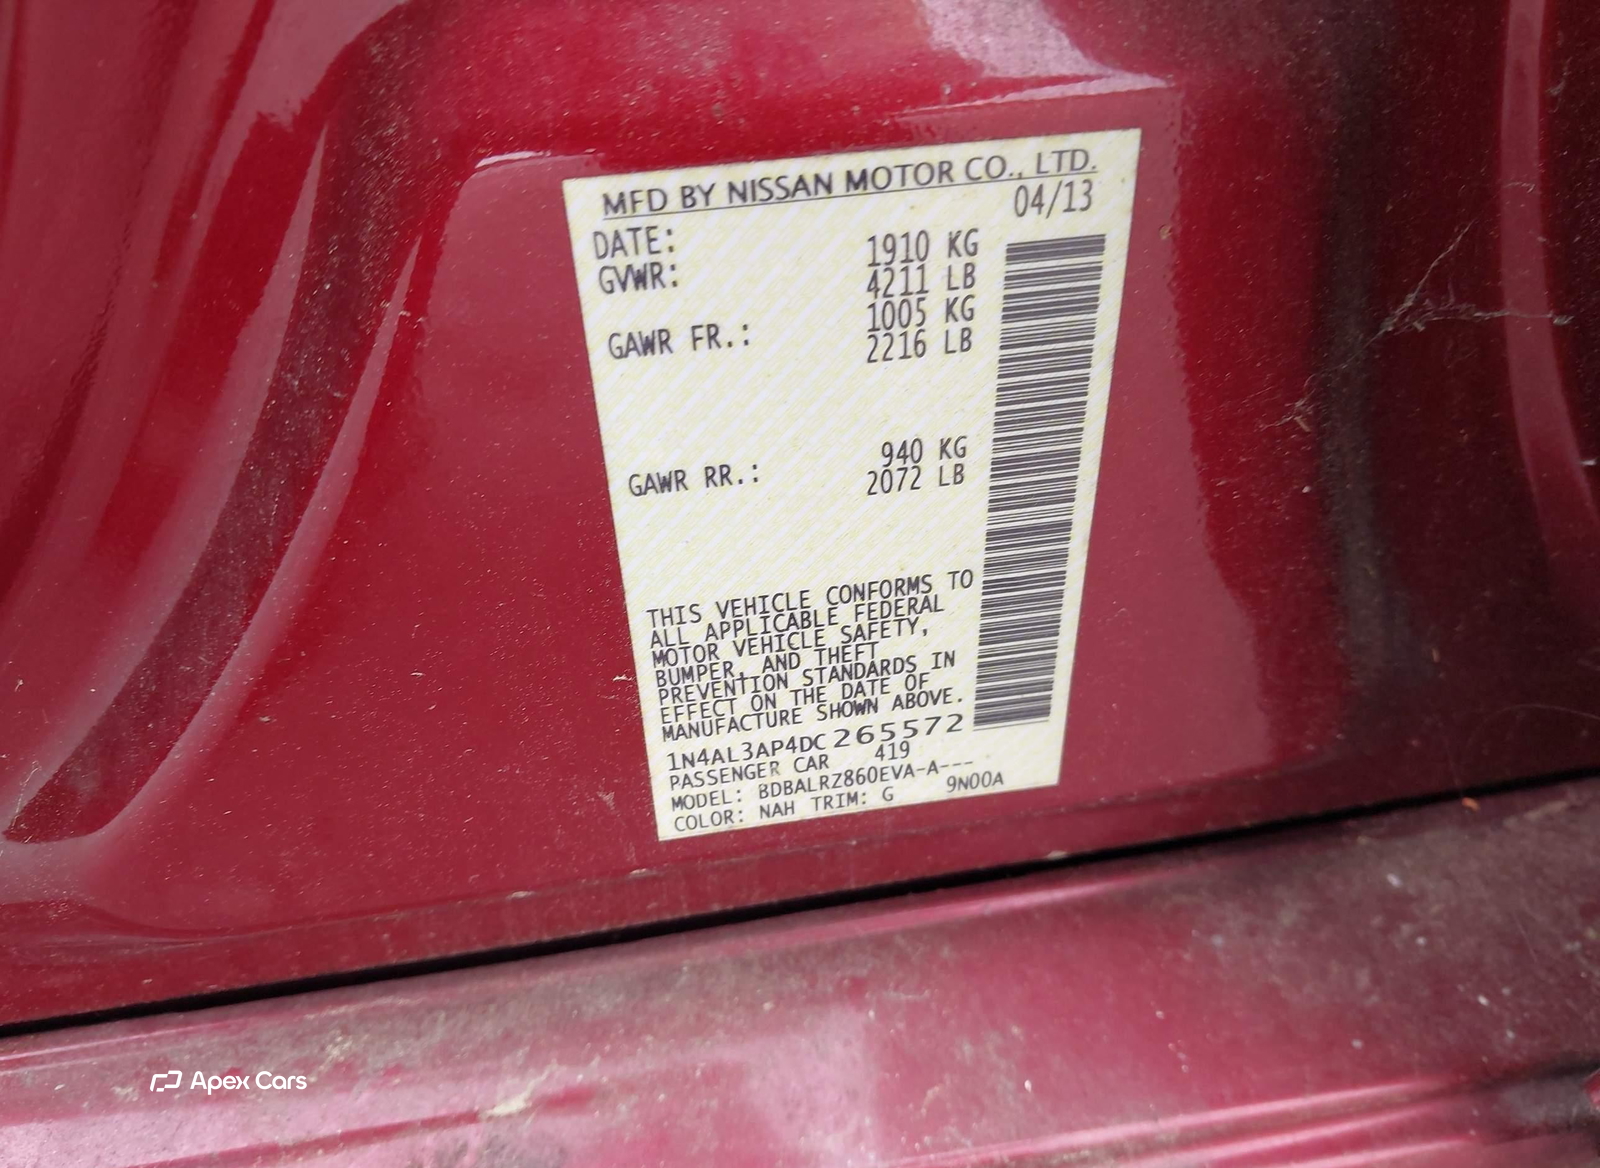 MFD BY NISSAN MOTOR CO., LTD.
DATE: 04/13
GVWR: 1910 KG
4211 LB
GAWR FR.: 1005 KG
2216 LB
GAWR RR.: 940 KG
2072 LB
THIS VEHICLE CONFORMS TO
ALL APPLICABLE FEDERAL
MOTOR VEHICLE SAFETY,
BUMPER, AND THEFT
PREVENTION STANDARDS IN
EFFECT ON THE DATE OF
MANUFACTURE SHOWN ABOVE.
1N4AL3AP4DC265572
PASSENGER CAR 419
MODEL: BDBALRZ860EVA-A---
COLOR: NAH TRIM: G 9N00A
Apex Cars